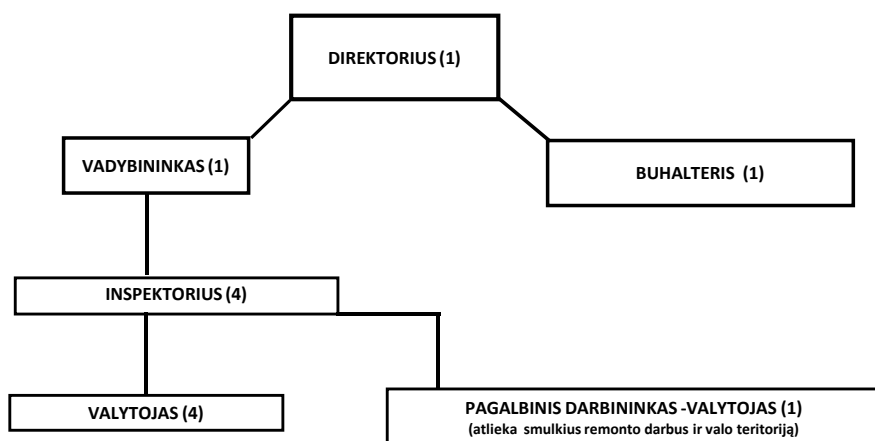 DIREKTORIUS (1)
VADYBININKAS (1)
BUHALTERIS (1)
INSPEKTORIUS (4)
VALYTOJAS (4)
PAGALBINIS DARBININKAS -VALYTOJAS (1)
(atlieka smulkius remonto darbus ir valo teritoriją)